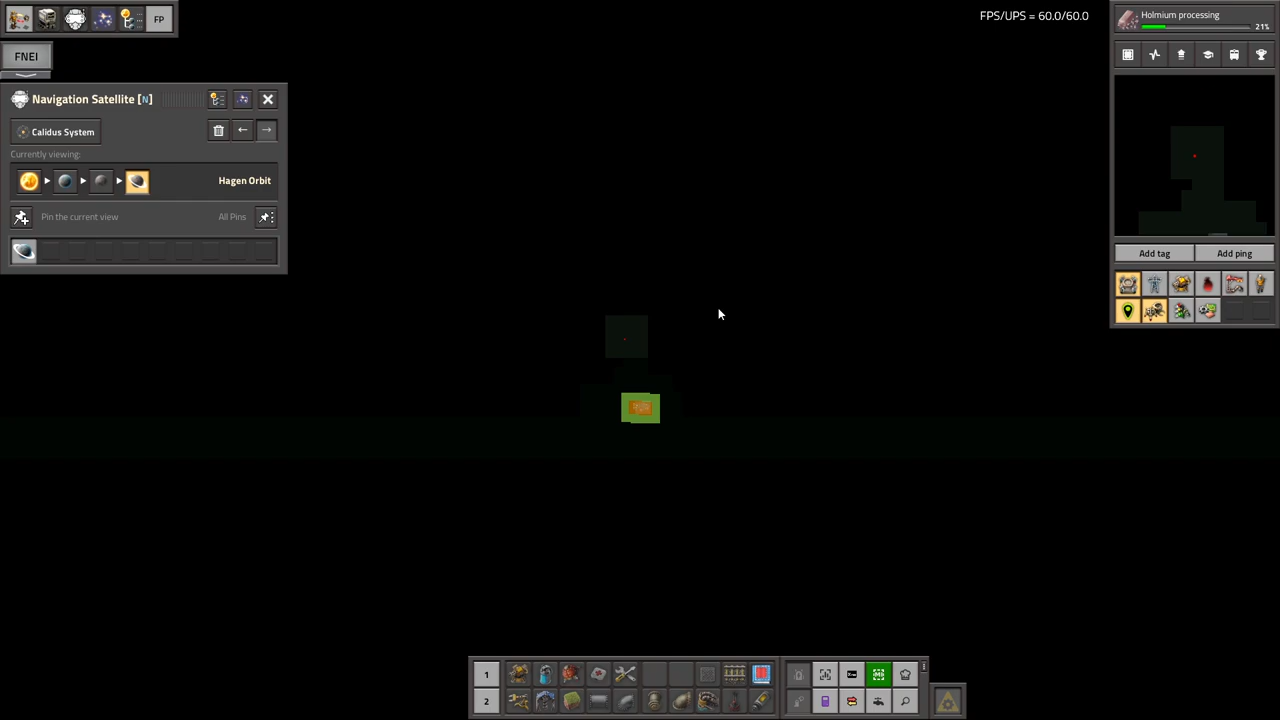 FP
FPS/UPS = 60.0/60.0
Holmium processing
21%
FNEI
Navigation Satellite [N]
Calidus System
Currently viewing:
Hagen Orbit
Pin the current view
All Pins
Add tag
Add ping
1
2